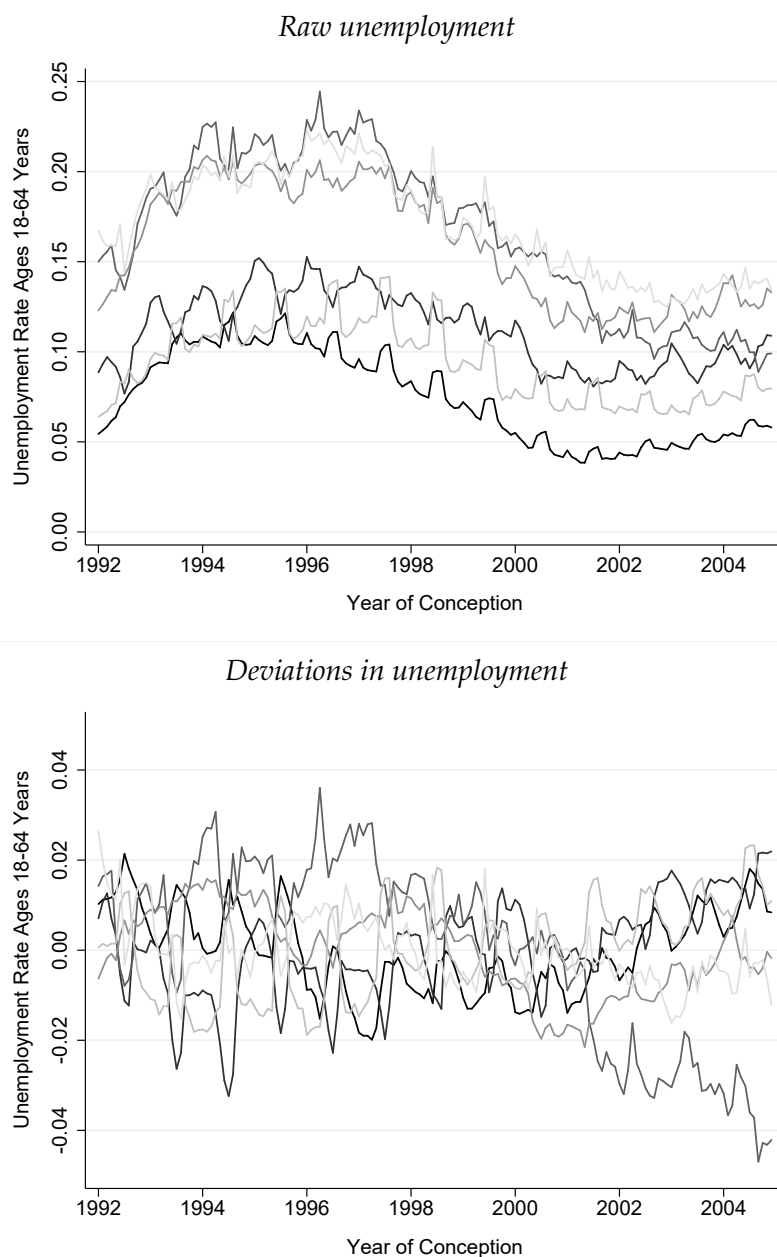 Raw unemployment
Unemployment Rate Ages 18-64 Years
0.25
0.20
0.15
0.10
0.05
0.00
1992 1994 1996 1998 2000 2002 2004
Year of Conception
Deviations in unemployment
Unemployment Rate Ages 18-64 Years
0.04
0.02
0.00
-0.02
-0.04
1992 1994 1996 1998 2000 2002 2004
Year of Conception